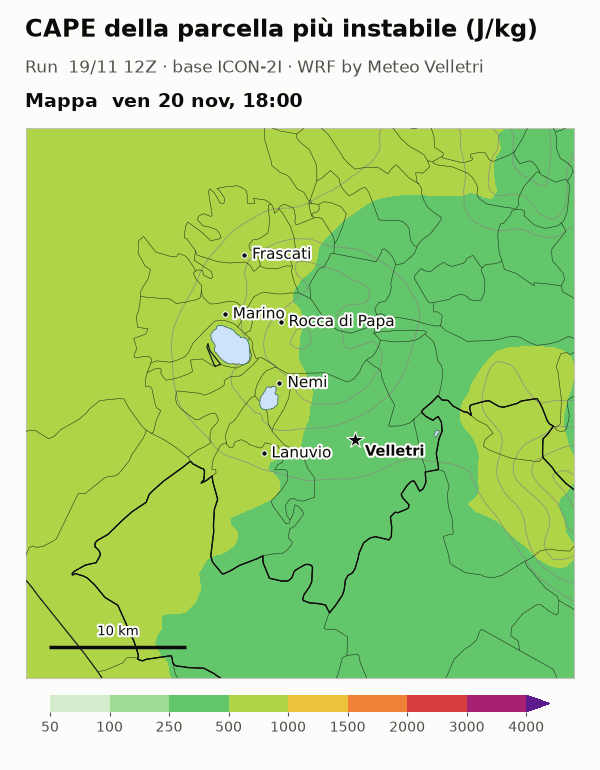 CAPE della parcella più instabile (J/kg)
Run 19/11 12Z · base ICON-2I · WRF by Meteo Velletri
Mappa ven 20 nov, 18:00
Frascati
Marino
Rocca di Papa
Nemi
Velletri
Lanuvio
10 km
50 100 250 500 1000 1500 2000 3000 4000